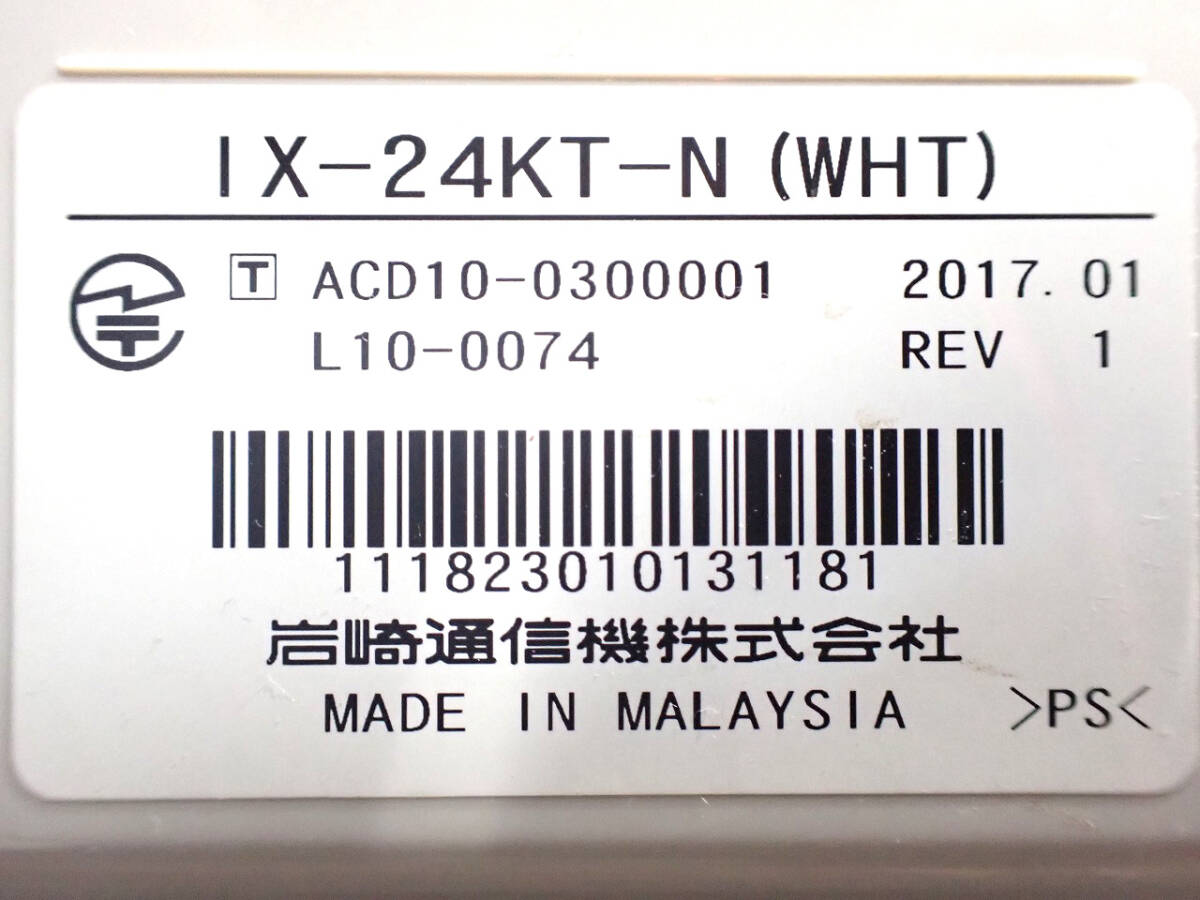 IX-24KT-N (WHT)
T ACD10-0300001 2017. 01
L10-0074 REV 1
111823010131181
岩崎通信機株式会社
MADE IN MALAYSIA >PS<